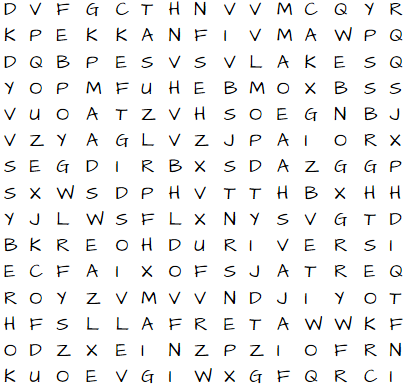 D V F G C T H N V V M C Q Y R
K P E K K A N F I V M A W P Q
D Q B P E S V S V L A K E S Q
Y O P M F U H E B M O X B S S
V U O A T Z V H S O E G N B J
V Z Y A G L V Z J P A I O R X
S E G D I R B X S D A Z G G P
S X W S D P H V T T H B X H H
Y J L W S F L X N Y S V G T D
B K R E O H D U R I V E R S I
E C F A I X O F S J A T R E Q
R O Y Z V M V V N D J I Y O T
H F S L L A F R E T A W W K F
O D Z X E I N Z P Z I O F R N
K U O E V G I W X G F Q R C I